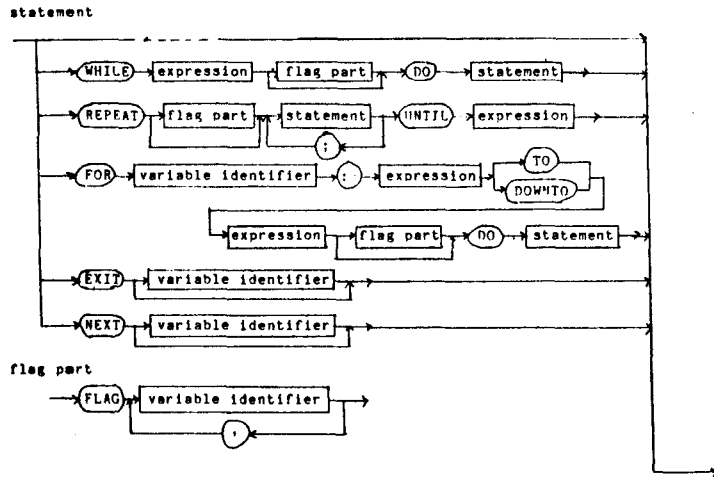 statement
WHILE expression flag part DO statement
REPEAT flag part statement UNTIL expression
;
FOR variable identifier : expression TO
DOWNTO
expression flag part DO statement
EXIT variable identifier
NEXT variable identifier
flag part
FLAG variable identifier
,